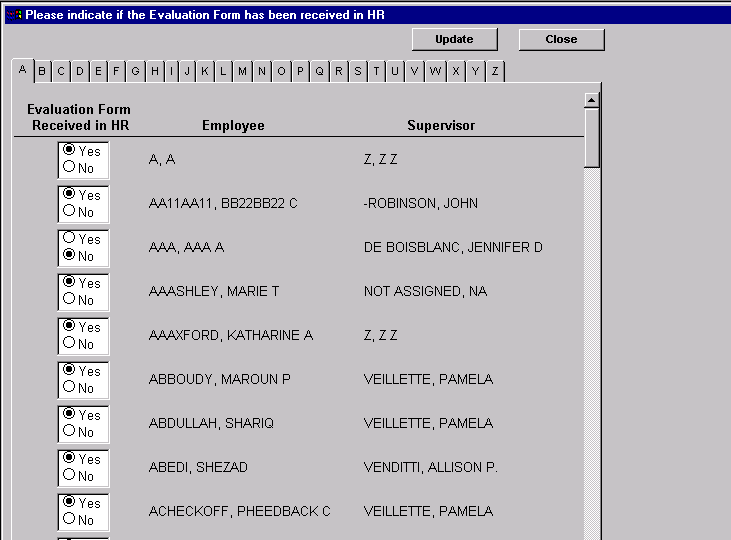 Please indicate if the Evaluation Form has been received in HR
Update Close
A B C D E F G H I J K L M N O P Q R S T U V W X Y Z
Evaluation Form
Received in HR Employee Supervisor
Yes
No
A, A Z, Z Z
Yes
No
AA11AA11, BB22BB22 C -ROBINSON, JOHN
Yes
No
AAA, AAA A DE BOISBLANC, JENNIFER D
Yes
No
AAASHLEY, MARIE T NOT ASSIGNED, NA
Yes
No
AAAXFORD, KATHARINE A Z, Z Z
Yes
No
ABBOUDY, MAROUN P VEILLETTE, PAMELA
Yes
No
ABDULLAH, SHARIQ VEILLETTE, PAMELA
Yes
No
ABEDI, SHEZAD VENDITTI, ALLISON P.
Yes
No
ACHECKOFF, PHEEDBACK C VEILLETTE, PAMELA